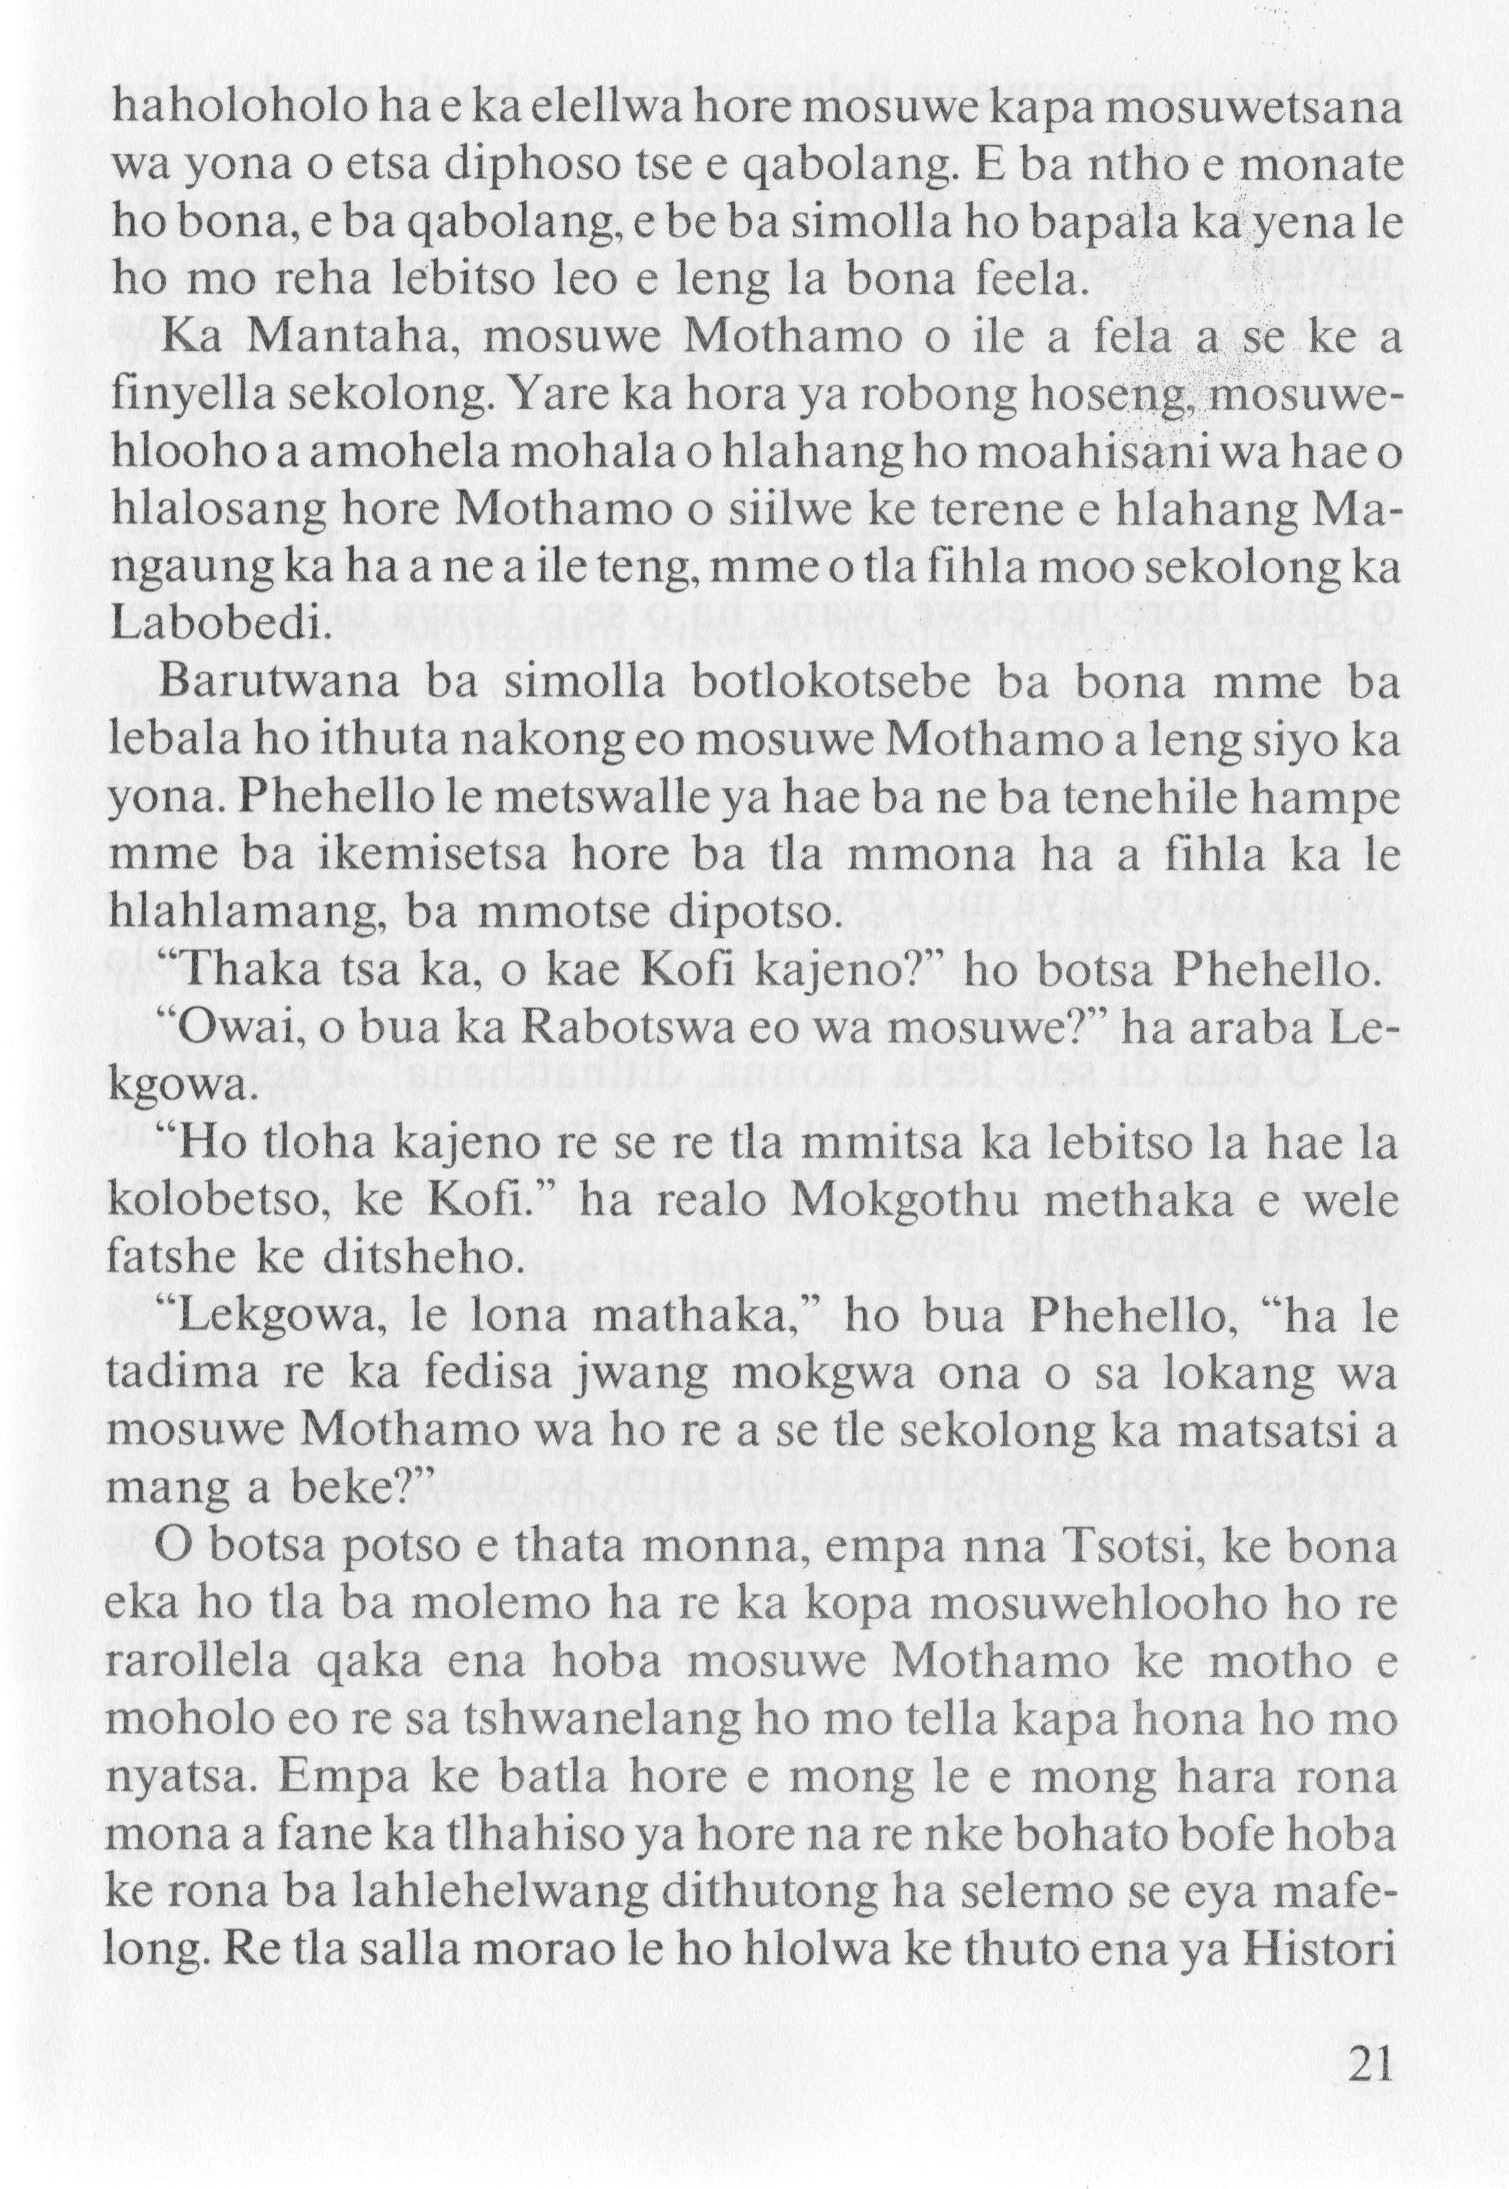 haholoholo ha e ka elellwa hore mosuwe kapa mosuwetsana
wa yona o etsa diphoso tse e qabolang. E ba ntho e monate
ho bona, e ba qabolang, e be ba simolla ho bapala ka yena le
ho mo reha lebitso leo e leng la bona feela.
Ka Mantaha, mosuwe Mothamo o ile a fela a se ke a
finyella sekolong. Yare ka hora ya robong hoseng, mosuwe-
hlooho a amohela mohala o hlahang ho moahisani wa hae o
hlalosang hore Mothamo o siilwe ke terene e hlahang Ma-
ngaung ka ha a ne a ile teng, mme o tla fihla moo sekolong ka
Labobedi.
Barutwana ba simolla botlokotsebe ba bona mme ba
lebala ho ithuta nakong eo mosuwe Mothamo a leng siyo ka
yona. Phehello le metswalle ya hae ba ne ba tenehile hampe
mme ba ikemisetsa hore ba tla mmona ha a fihla ka le
hlahlamang, ba mmotse dipotso.
“Thaka tsa ka, o kae Kofi kajeno?” ho botsa Phehello.
“Owai, o bua ka Rabotswa eo wa mosuwe?” ha araba Le-
kgowa.
“Ho tloha kajeno re se re tla mmitsa ka lebitso la hae la
kolobetso, ke Kofi.” ha realo Mokgothu methaka e wele
fatshe ke ditsheho.
“Lekgowa, le lona mathaka,” ho bua Phehello, “ha le
tadima re ka fedisa jwang mokgwa ona o sa lokang wa
mosuwe Mothamo wa ho re a se tle sekolong ka matsatsi a
mang a beke?”
O botsa potso e thata monna, empa nna Tsotsi, ke bona
eka ho tla ba molemo ha re ka kopa mosuwehlooho ho re
rarollela qaka ena hoba mosuwe Mothamo ke motho e
moholo eo re sa tshwanelang ho mo tella kapa hona ho mo
nyatsa. Empa ke batla hore e mong le e mong hara rona
mona a fane ka tlhahiso ya hore na re nke bohato bofe hoba
ke rona ba lahlehelwang dithutong ha selemo se eya mafe-
long. Re tla salla morao le ho hlolwa ke thuto ena ya Histori
21